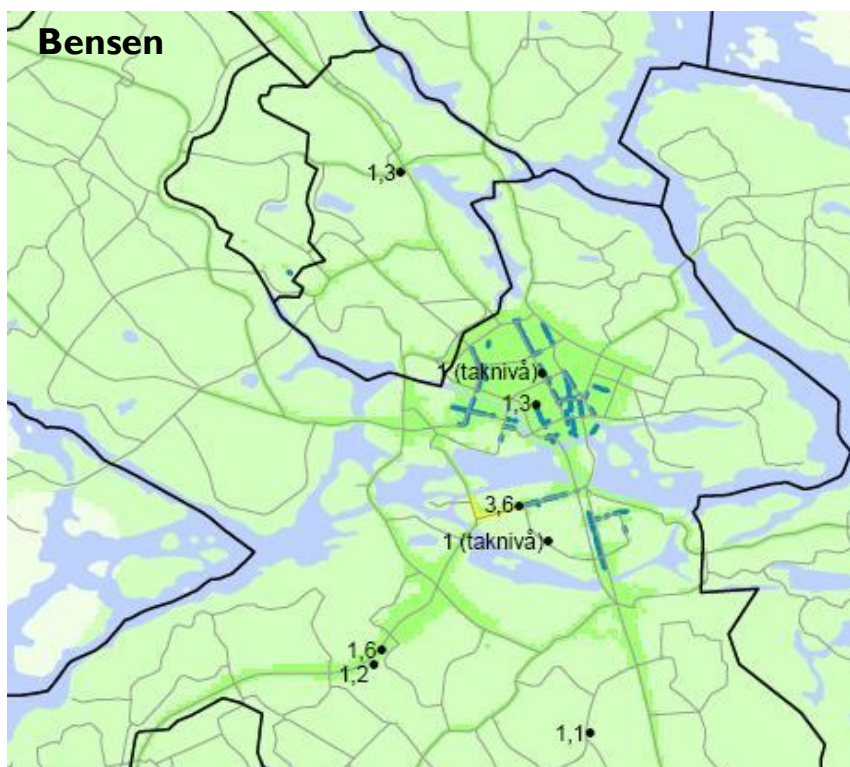 Bensen
1,3
1 (taknivå)
1,3
3,6
1 (taknivå)
1,6
1,2
1,1